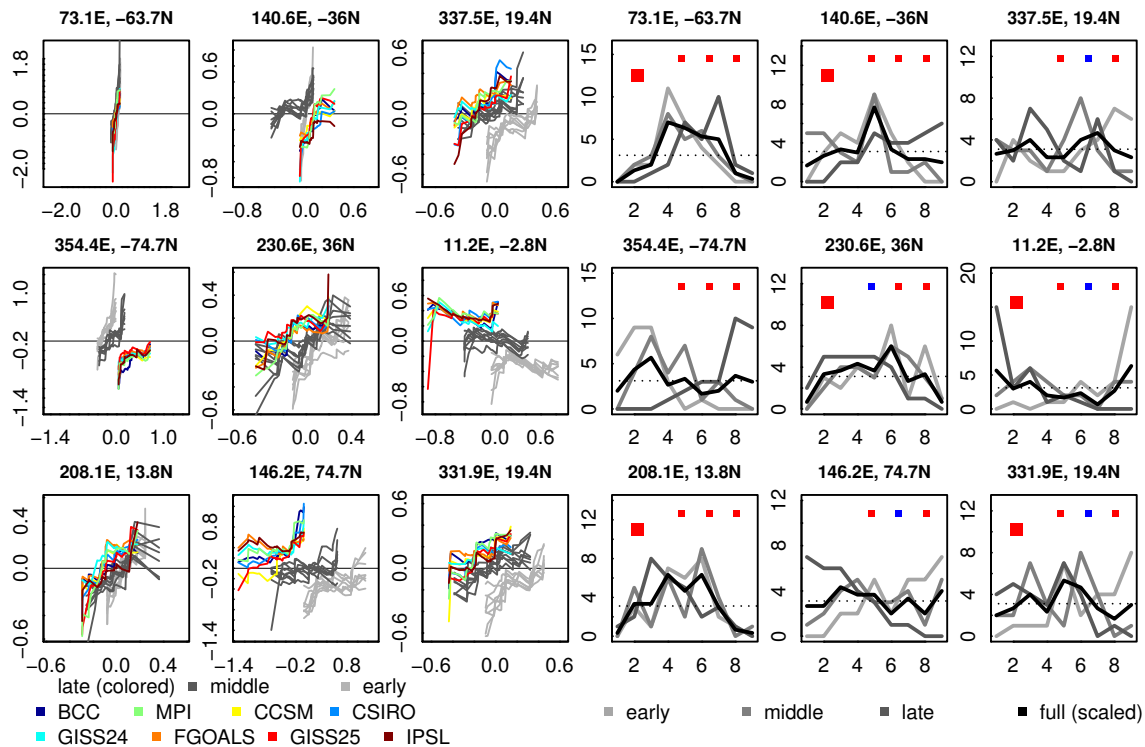 73.1E, −63.7N 140.6E, −36N 337.5E, 19.4N 73.1E, −63.7N 140.6E, −36N 337.5E, 19.4N
1.8 0.0 −2.0
0.6 0.0 −0.8
0.6 0.0 −0.6
15 10 5 0
12 8 4 0
12 8 4 0
−2.0 0.0 1.8 −0.8 0.0 0.6 −0.6 0.0 0.6 2 4 6 8 2 4 6 8 2 4 6 8
354.4E, −74.7N 230.6E, 36N 11.2E, −2.8N 354.4E, −74.7N 230.6E, 36N 11.2E, −2.8N
1.0 −0.2 −1.4
0.4 0.0 −0.6
0.6 0.0 −0.8
15 10 5 0
12 8 4 0
20 10 5 0
−1.4 0.0 1.0 −0.6 0.0 0.4 −0.8 0.0 0.6 2 4 6 8 2 4 6 8 2 4 6 8
208.1E, 13.8N 146.2E, 74.7N 331.9E, 19.4N 208.1E, 13.8N 146.2E, 74.7N 331.9E, 19.4N
0.4 0.0 −0.6
0.8 −0.2 −1.4
0.6 0.0 −0.6
12 8 4 0
12 8 4 0
12 8 4 0
−0.6 0.0 0.4 −1.4 −0.2 0.8 −0.6 0.0 0.6 2 4 6 8 2 4 6 8 2 4 6 8
late (colored) middle early
BCC MPI CCSM CSIRO early middle late full (scaled)
GISS24 FGOALS GISS25 IPSL